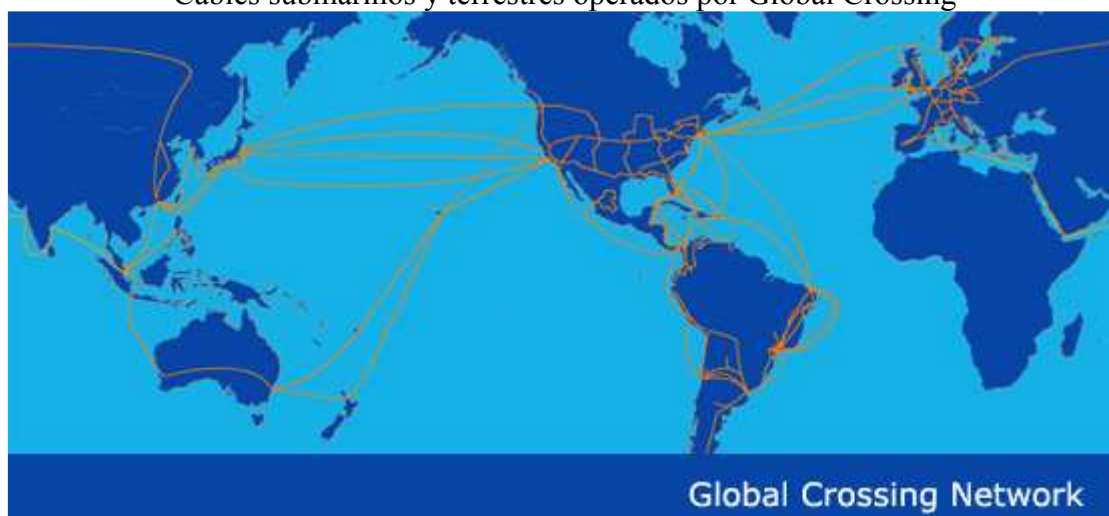 Cables submarinos y terrestres operados por Global Crossing
Global Crossing Network